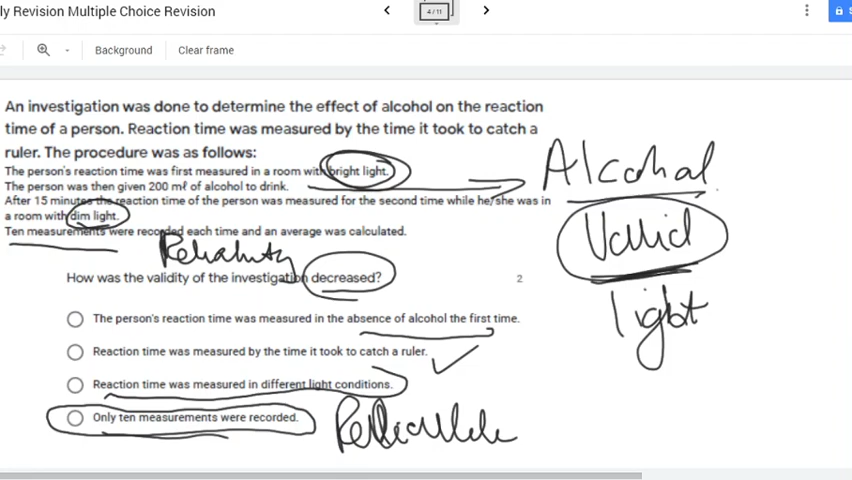 ly Revision Multiple Choice Revision
4 / 11
Background
Clear frame
An investigation was done to determine the effect of alcohol on the reaction
time of a person. Reaction time was measured by the time it took to catch a
ruler. The procedure was as follows:
The person's reaction time was first measured in a room with bright light.
The person was then given 200 mℓ of alcohol to drink.
After 15 minutes the reaction time of the person was measured for the second time while he/she was in
a room with dim light.
Ten measurements were recorded each time and an average was calculated.
Alcohol
Valid
light
Reliability
How was the validity of the investigation decreased?
2
The person's reaction time was measured in the absence of alcohol the first time.
Reaction time was measured by the time it took to catch a ruler.
Reaction time was measured in different light conditions.
Only ten measurements were recorded.